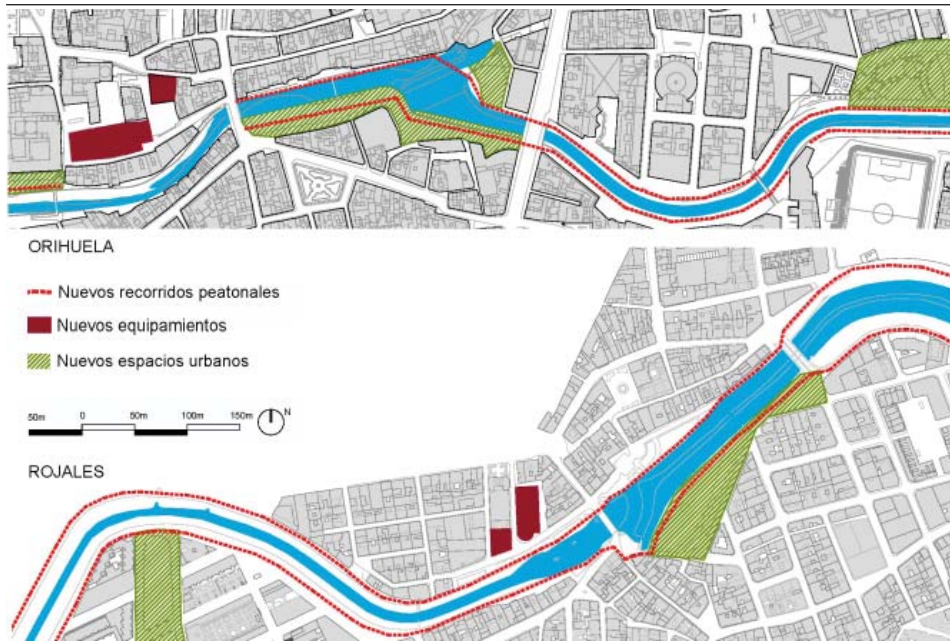 ORIHUELA
Nuevos recorridos peatonales
Nuevos equipamientos
Nuevos espacios urbanos
50m 0 50m 100m 150m N
ROJALES